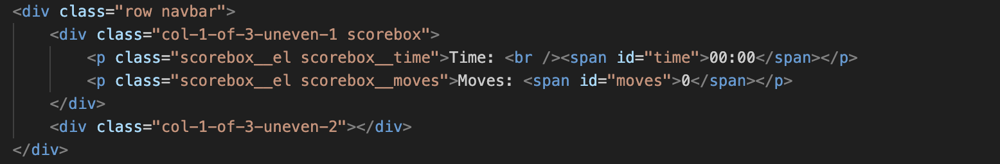 <div class="row navbar">
<div class="col-1-of-3-uneven-1 scorebox">
<p class="scorebox__el scorebox__time">Time: <br /><span id="time">00:00</span></p>
<p class="scorebox__el scorebox__moves">Moves: <span id="moves">0</span></p>
</div>
<div class="col-1-of-3-uneven-2"></div>
</div>